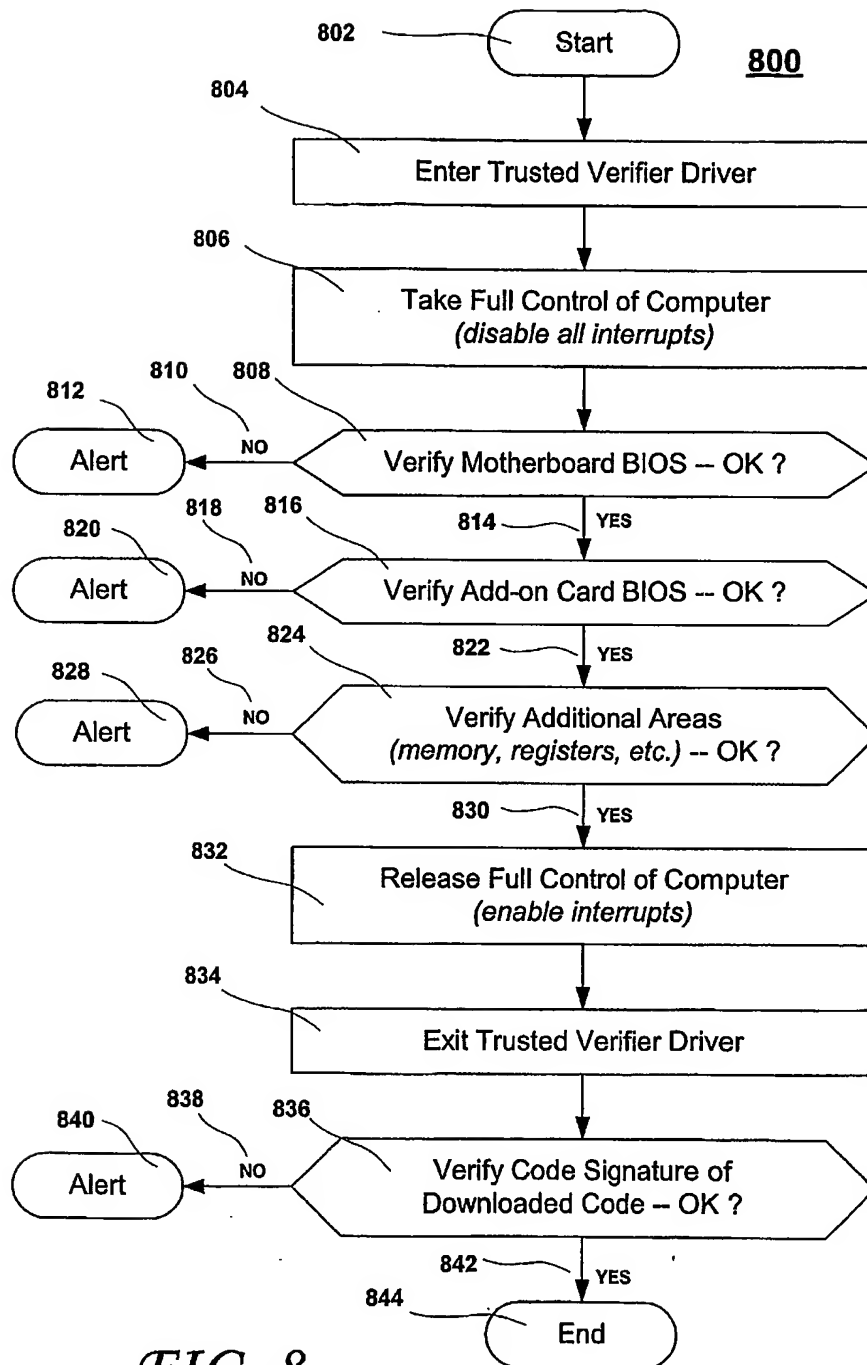 802
Start
800
804
Enter Trusted Verifier Driver
806
Take Full Control of Computer
(disable all interrupts)
810
808
812
Alert
NO
Verify Motherboard BIOS -- OK ?
814
YES
818
816
820
Alert
NO
Verify Add-on Card BIOS -- OK ?
822
YES
824
826
828
Alert
NO
Verify Additional Areas
(memory, registers, etc.) -- OK ?
830
YES
832
Release Full Control of Computer
(enable interrupts)
834
Exit Trusted Verifier Driver
838
836
840
Alert
NO
Verify Code Signature of
Downloaded Code -- OK ?
842
YES
844
End
FIG. 8